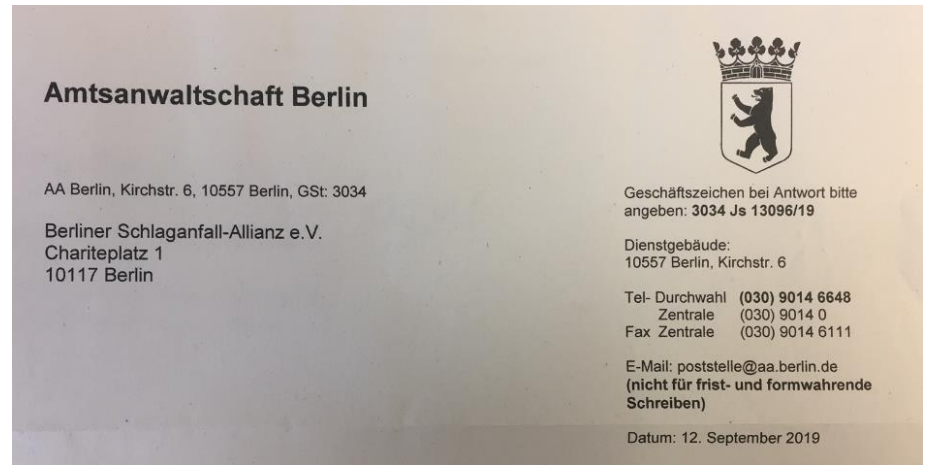 Amtsanwaltschaft Berlin
AA Berlin, Kirchstr. 6, 10557 Berlin, GSt: 3034
Berliner Schlaganfall-Allianz e.V.
Chariteplatz 1
10117 Berlin
Geschäftszeichen bei Antwort bitte
angeben: 3034 Js 13096/19
Dienstgebäude:
10557 Berlin, Kirchstr. 6
Tel- Durchwahl (030) 9014 6648
Zentrale (030) 9014 0
Fax Zentrale (030) 9014 6111
E-Mail: poststelle@aa.berlin.de
(nicht für frist- und formwahrende
Schreiben)
Datum: 12. September 2019